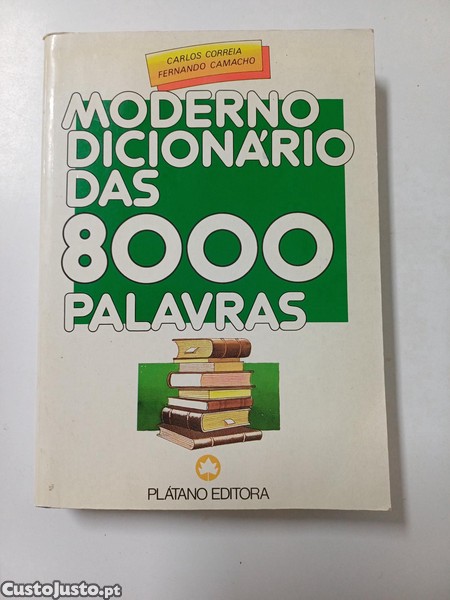 CARLOS CORREIA
FERNANDO CAMACHO
MODERNO
DICIONÁRIO
DAS
8000
PALAVRAS
PLÁTANO EDITORA
CustoJusto.pt